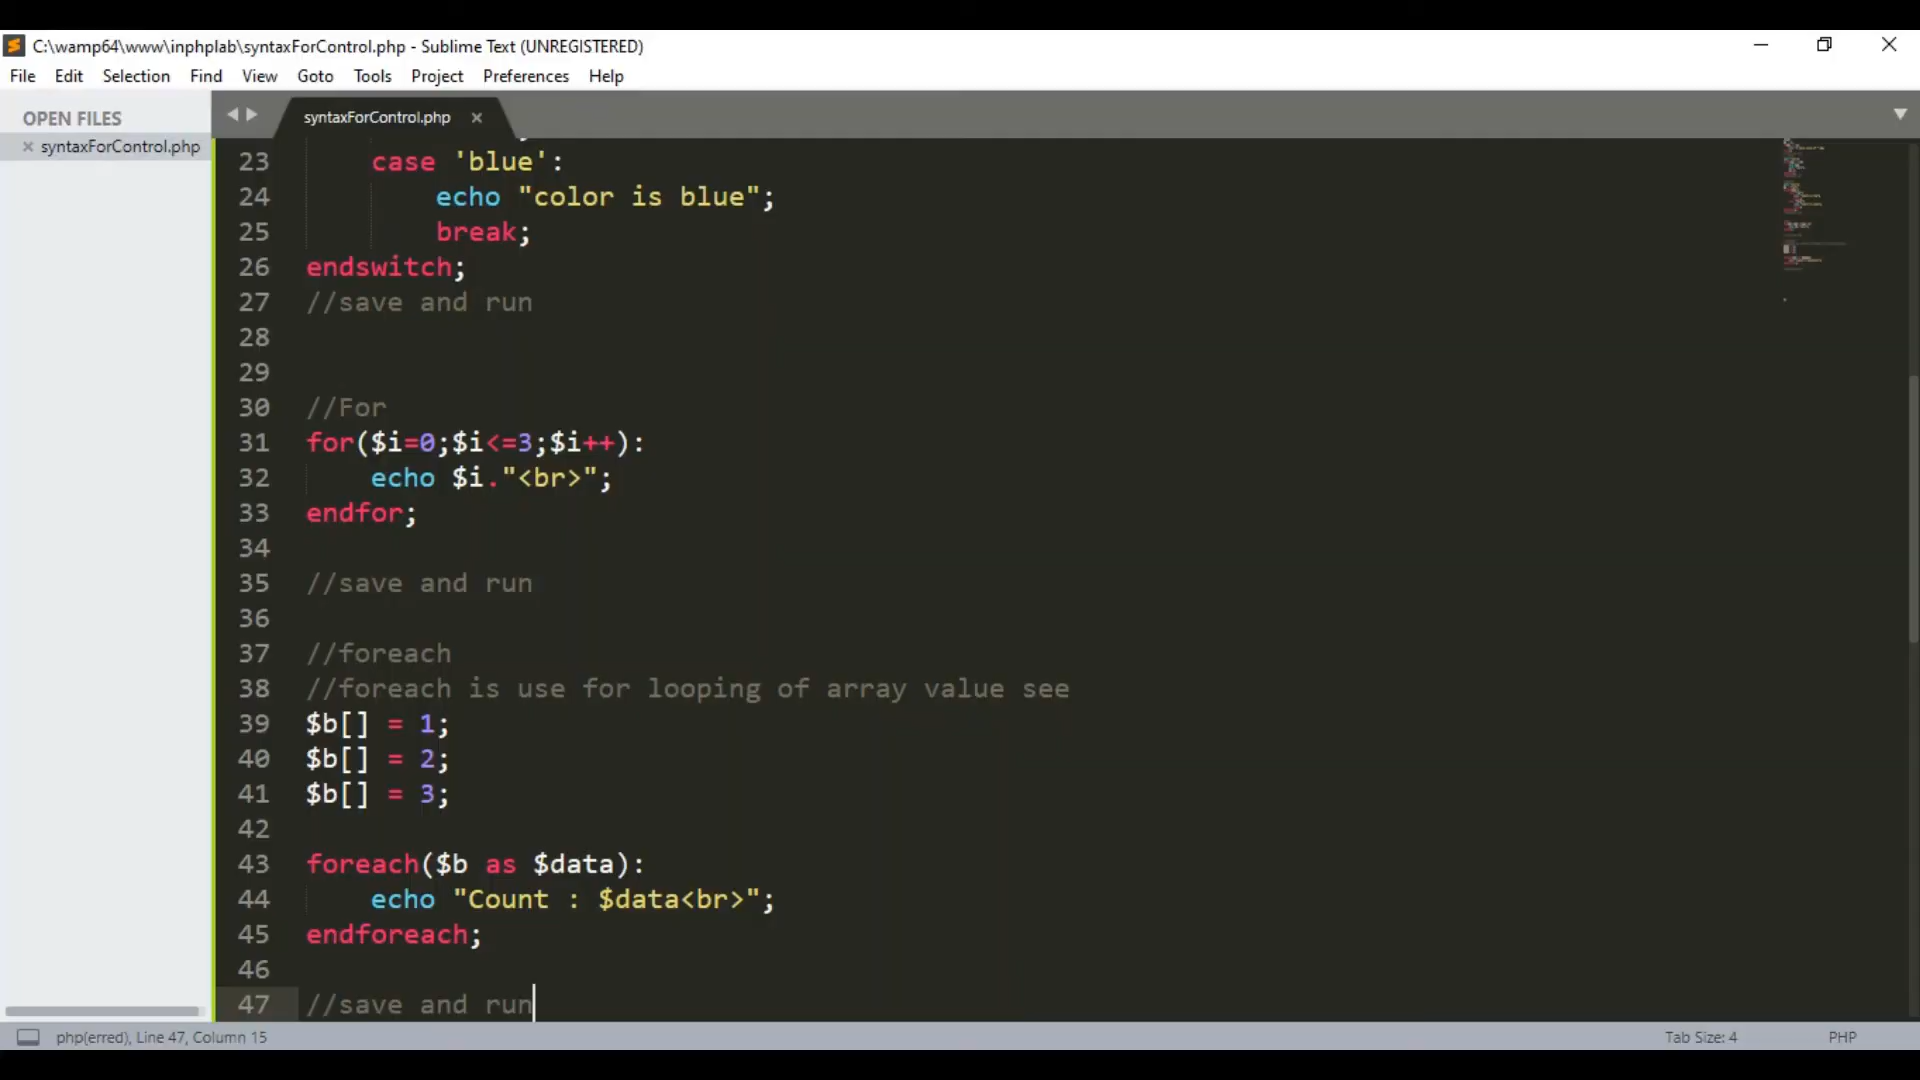 C:\wamp64\www\inphplab\syntaxForControl.php - Sublime Text (UNREGISTERED)
File Edit Selection Find View Goto Tools Project Preferences Help
OPEN FILES
syntaxForControl.php
syntaxForControl.php
23 case 'blue':
24 echo "color is blue";
25 break;
26 endswitch;
27 //save and run
28
29
30 //For
31 for($i=0;$i<=3;$i++):
32 echo $i."<br>";
33 endfor;
34
35 //save and run
36
37 //foreach
38 //foreach is use for looping of array value see
39 $b[] = 1;
40 $b[] = 2;
41 $b[] = 3;
42
43 foreach($b as $data):
44 echo "Count : $data<br>";
45 endforeach;
46
47 //save and run
php(erred), Line 47, Column 15
Tab Size: 4
PHP